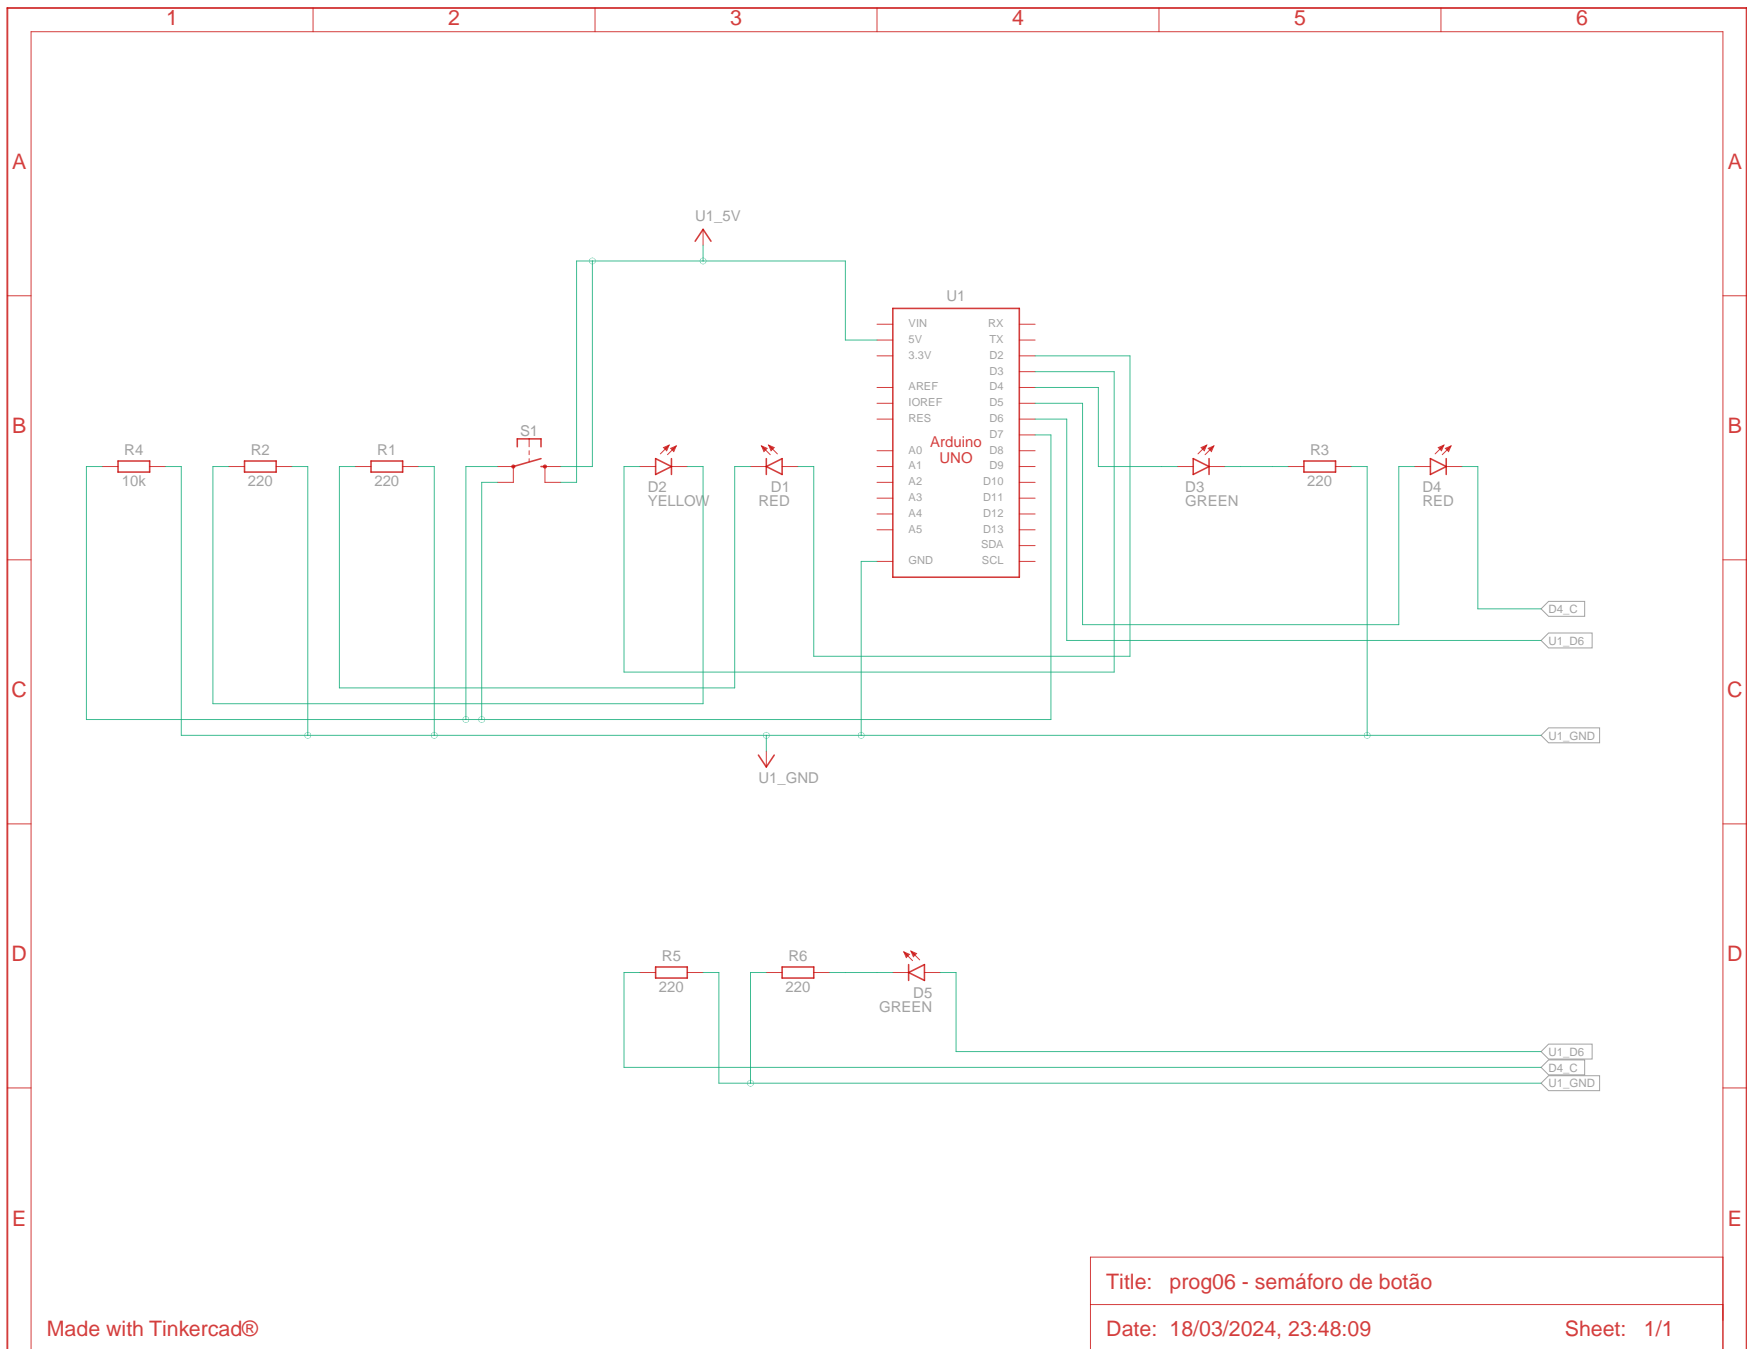 1 2 3 4 5 6
A A
U1_5V
U1
B B
VIN RX
5V TX
3.3V D2
D3
AREF D4
IOREF D5
RES D6
D7
A0 D8
A1 D9
A2 D10
A3 D11
A4 D12
A5 D13
SDA
GND SCL
Arduino
UNO
R4
10k
R2
220
R1
220
S1
D2
YELLOW
D1
RED
D3
GREEN
R3
220
D4
RED
C C
D4_C
U1_D6
U1_GND
U1_GND
D D
R5
220
R6
220
D5
GREEN
U1_D6
D4_C
U1_GND
E E
Title: prog06 - semáforo de botão
Made with Tinkercad®
Date: 18/03/2024, 23:48:09 Sheet: 1/1